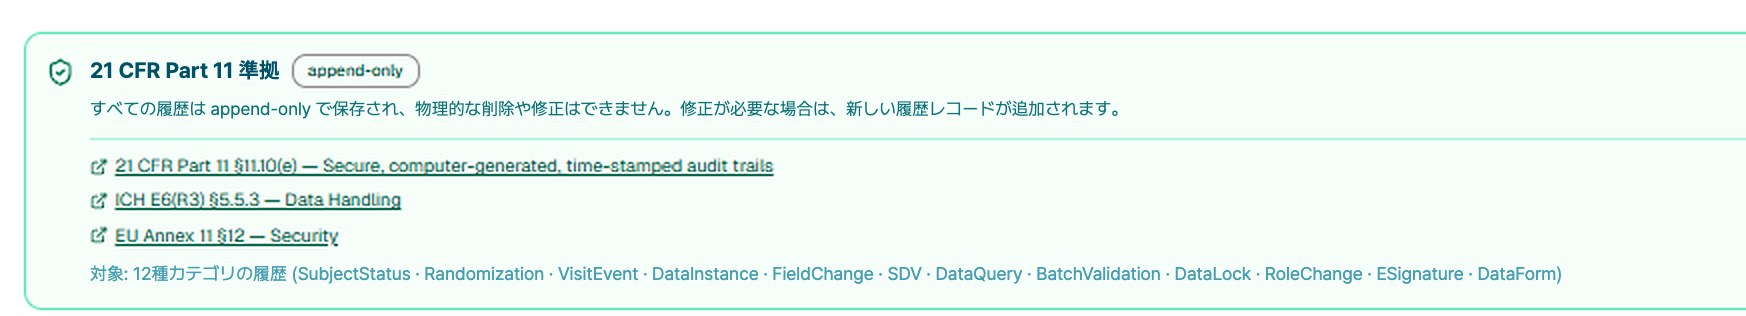 21 CFR Part 11 準拠 append-only
すべての履歴は append-only で保存され、物理的な削除や修正はできません。修正が必要な場合は、新しい履歴レコードが追加されます。
21 CFR Part 11 §11.10(e) — Secure, computer-generated, time-stamped audit trails
ICH E6(R3) §5.5.3 — Data Handling
EU Annex 11 §12 — Security
対象: 12種カテゴリの履歴 (SubjectStatus · Randomization · VisitEvent · DataInstance · FieldChange · SDV · DataQuery · BatchValidation · DataLock · RoleChange · ESignature · DataForm)